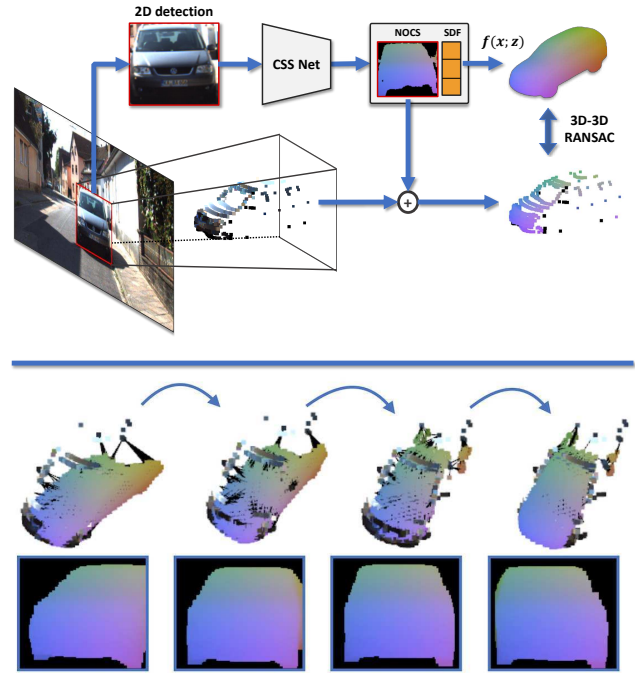 2D detection
NOCS
SDF
CSS Net
f(x; z)
3D-3D
RANSAC
+